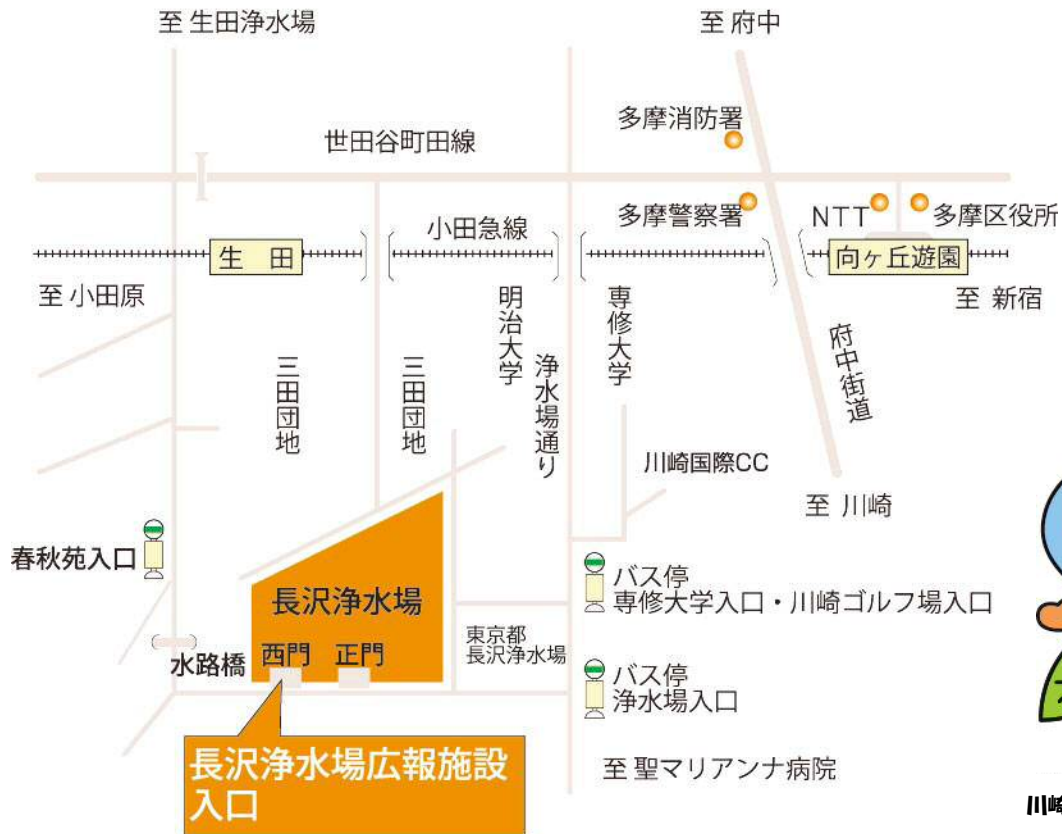 至 生田浄水場
至 府中
多摩消防署
世田谷町田線
多摩警察署
NTT
多摩区役所
小田急線
生 田
向ヶ丘遊園
至 小田原
至 新宿
明治大学
専修大学
府中街道
三田団地
三田団地
浄水場通り
川崎国際CC
至 川崎
春秋苑入口
バス停
専修大学入口・川崎ゴルフ場入口
長沢浄水場
東京都
長沢浄水場
水路橋
西門
正門
バス停
浄水場入口
長沢浄水場広報施設
入口
至 聖マリアンナ病院
川崎